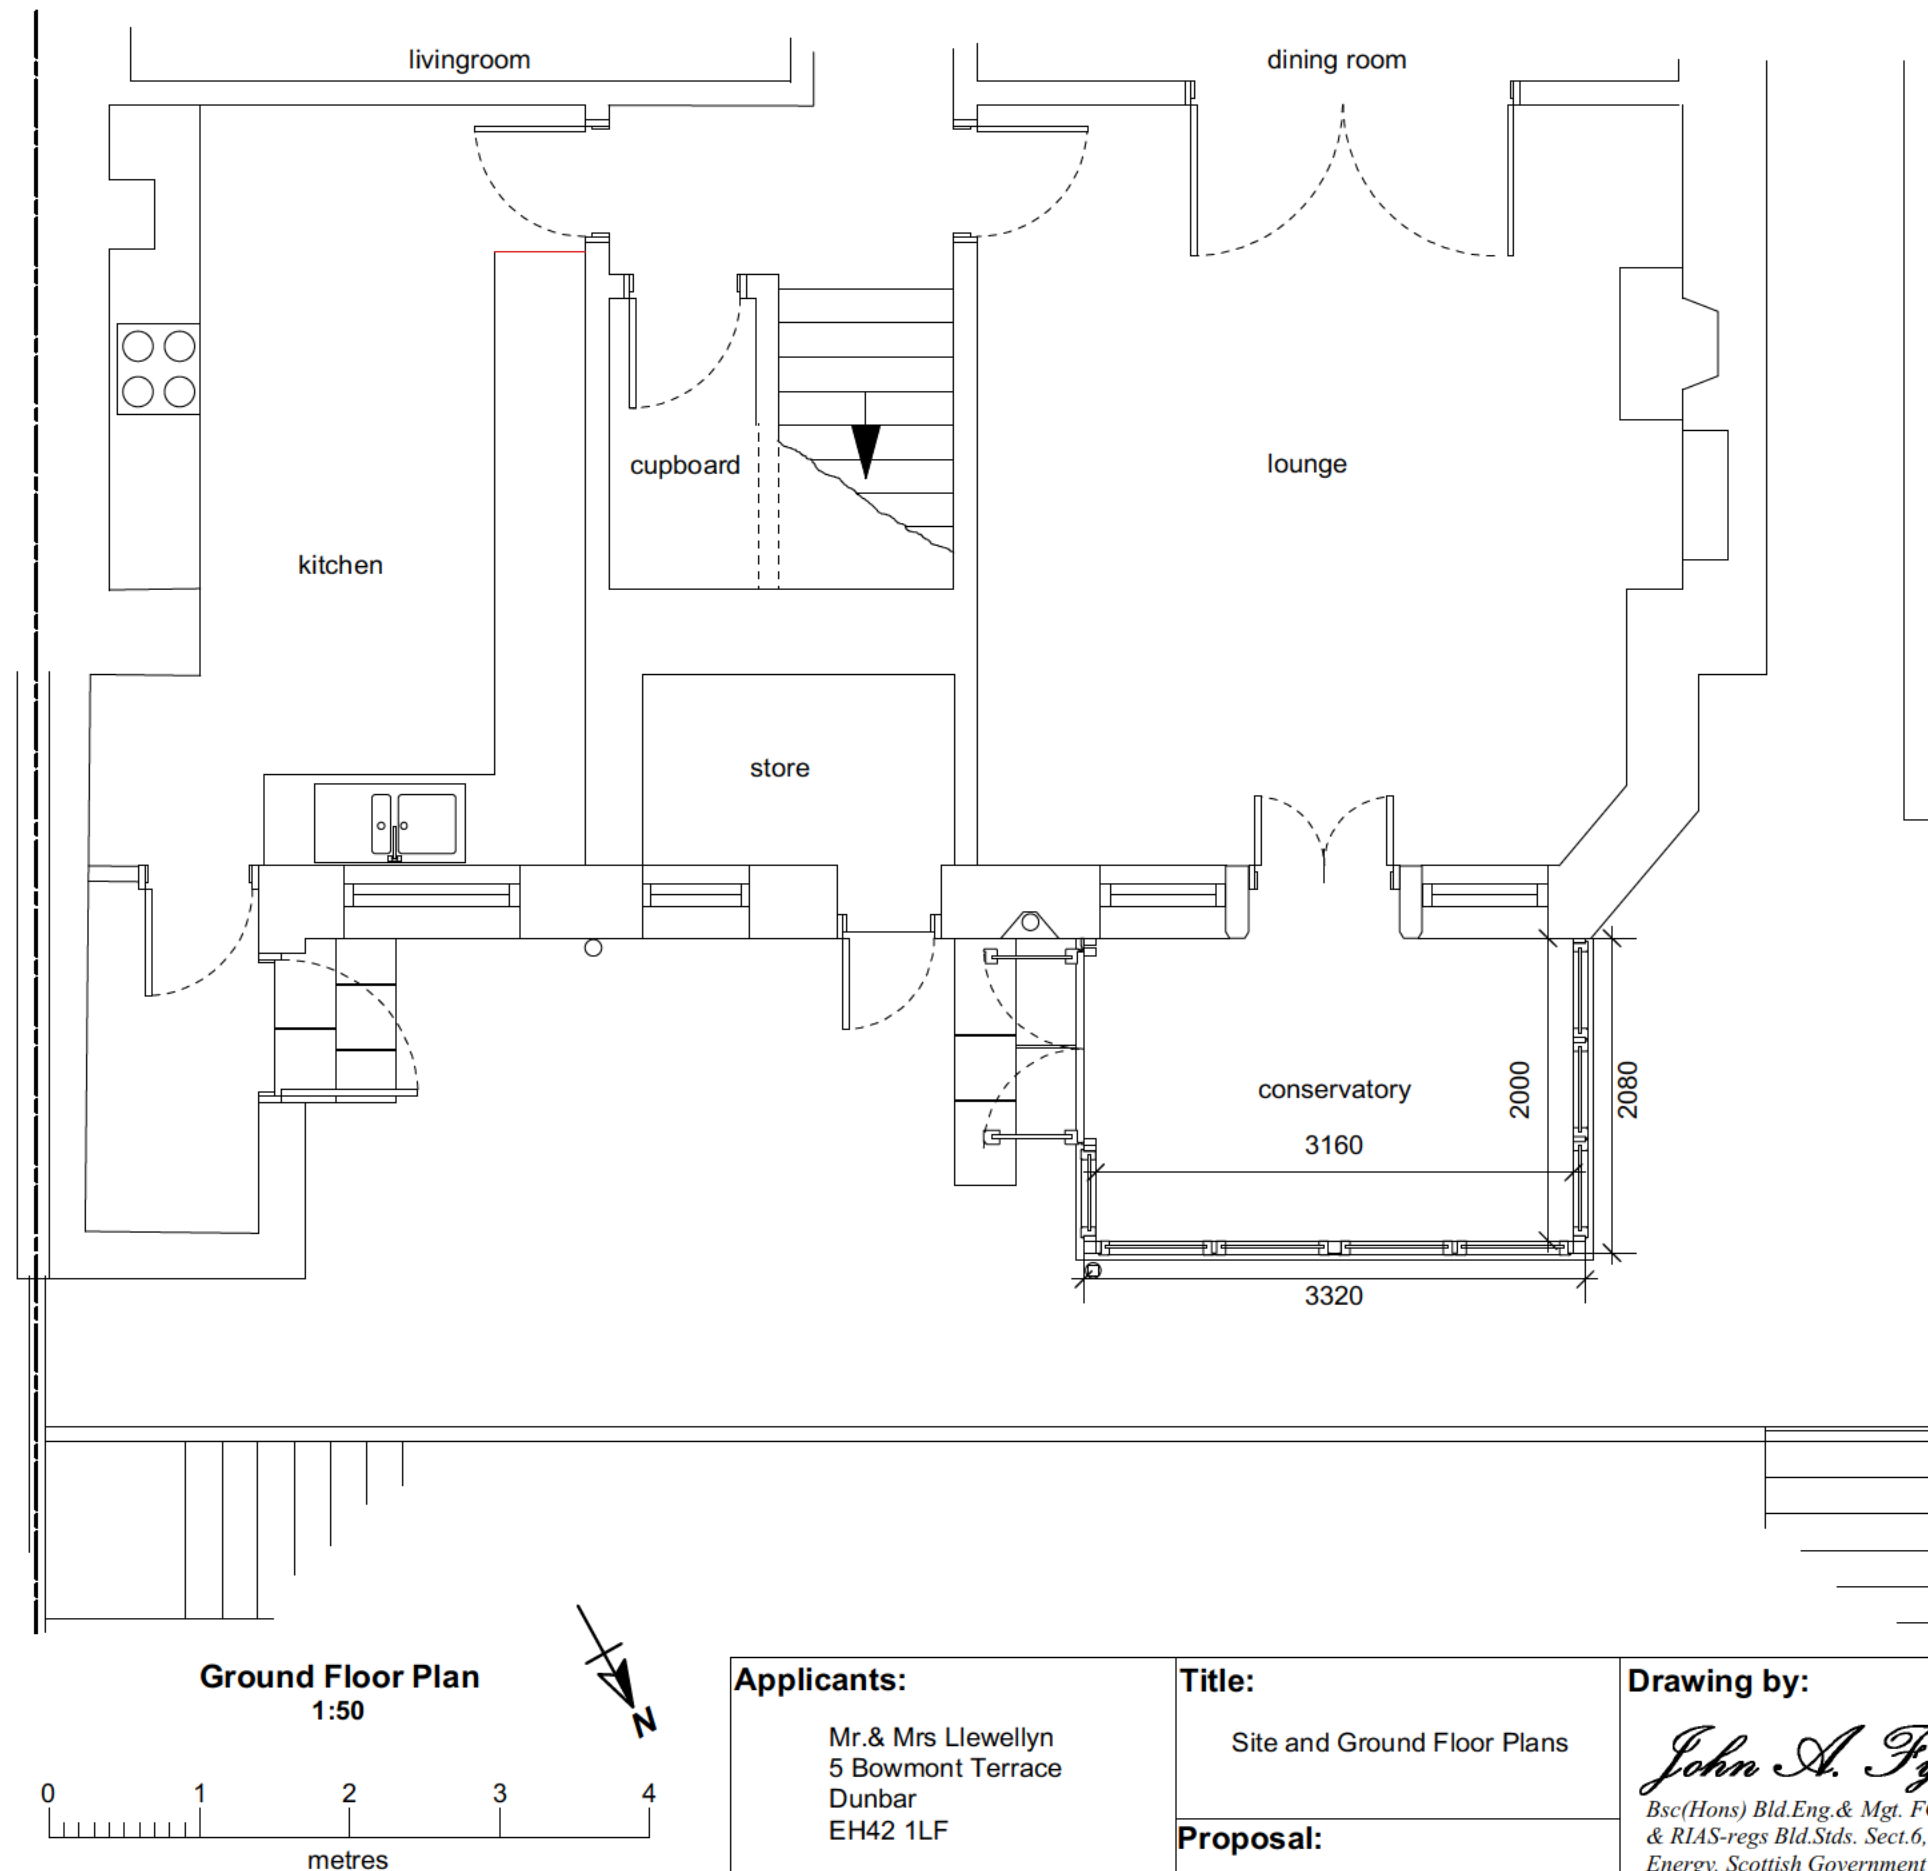 livingroom
dining room
cupboard
lounge
kitchen
store
conservatory
2000
2080
3160
3320
Ground Floor Plan
1:50
N
0 1 2 3 4
metres
Applicants:
Mr.& Mrs Llewellyn
5 Bowmont Terrace
Dunbar
EH42 1LF
Title:
Site and Ground Floor Plans
Proposal:
Drawing by:
John A.
Bsc(Hons) Bld.Eng.& Mgt.
& RIAS-regs Bld.Stds. Sect.6,
Energy, Scottish Government